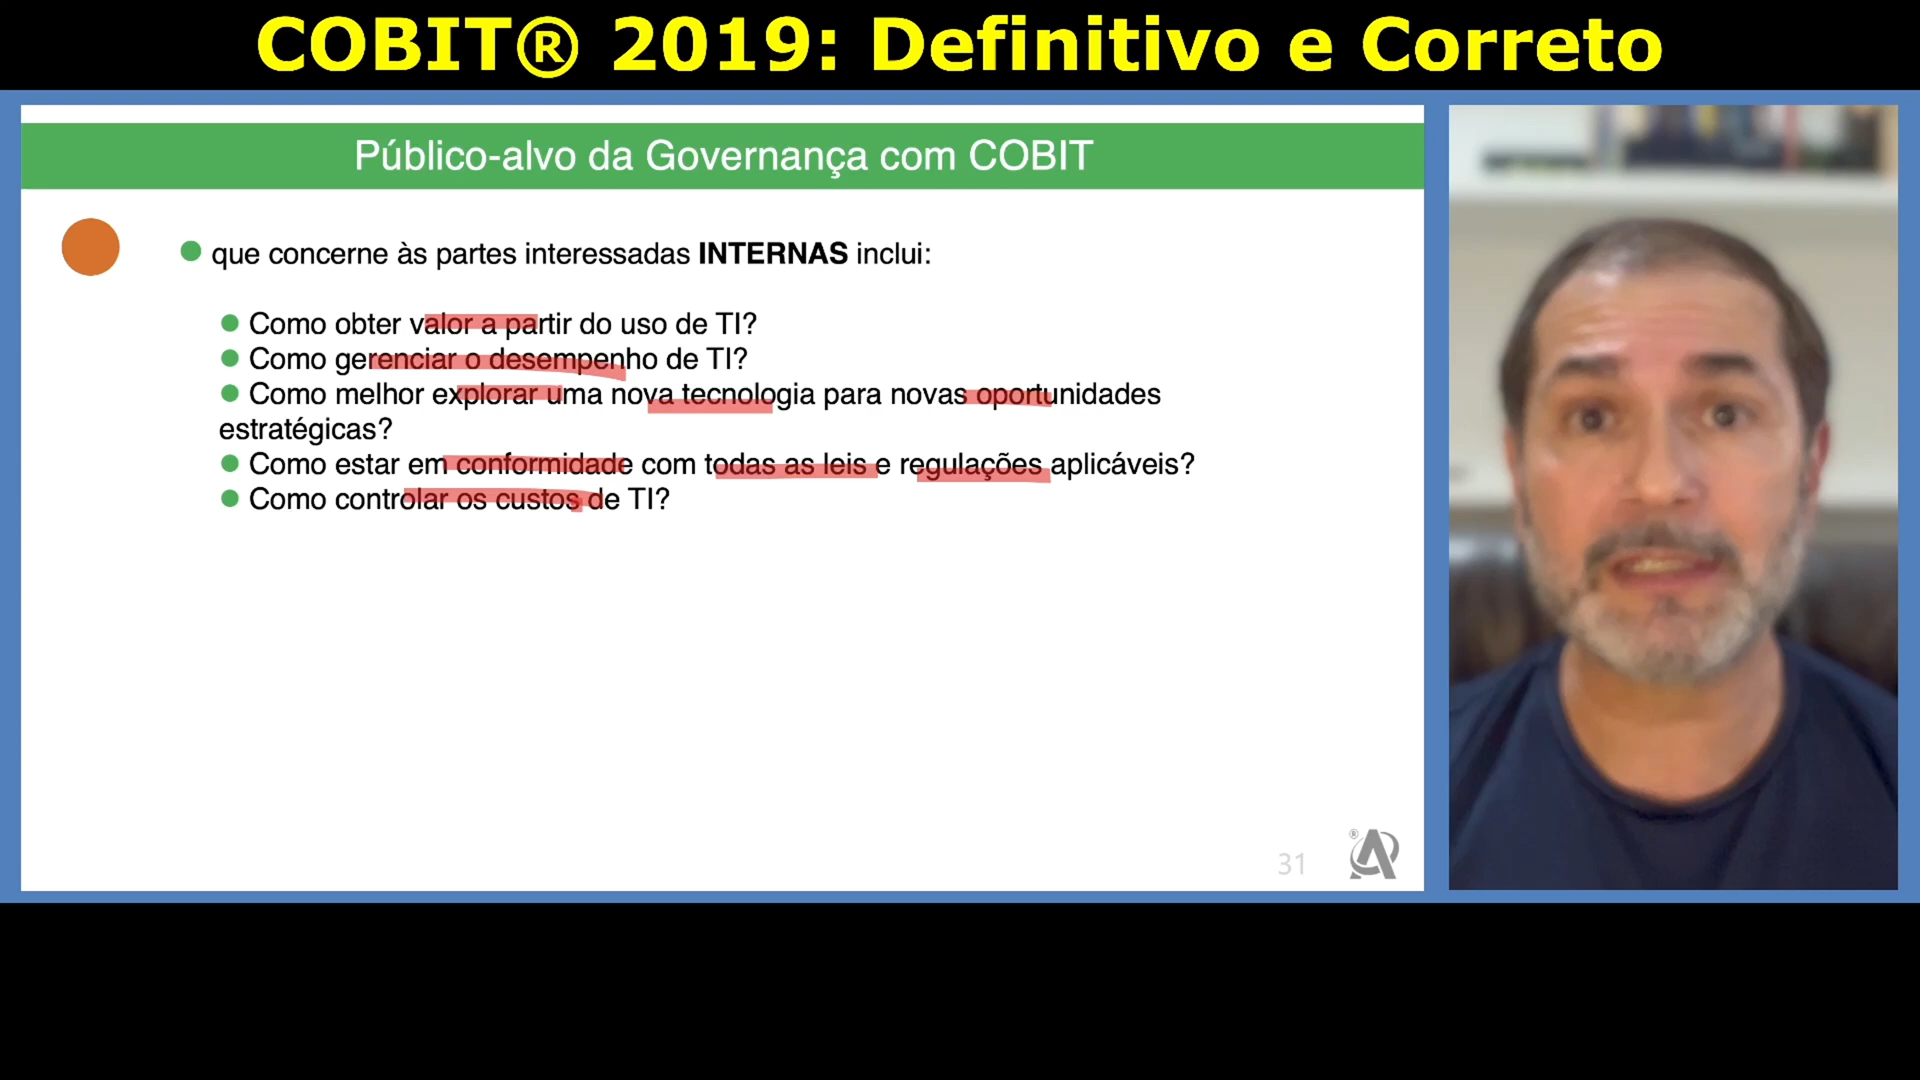 COBIT® 2019: Definitivo e Correto
Público-alvo da Governança com COBIT
que concerne às partes interessadas INTERNAS inclui:
Como obter valor a partir do uso de TI?
Como gerenciar o desempenho de TI?
Como melhor explorar uma nova tecnologia para novas oportunidades
estratégicas?
Como estar em conformidade com todas as leis e regulações aplicáveis?
Como controlar os custos de TI?
31
®